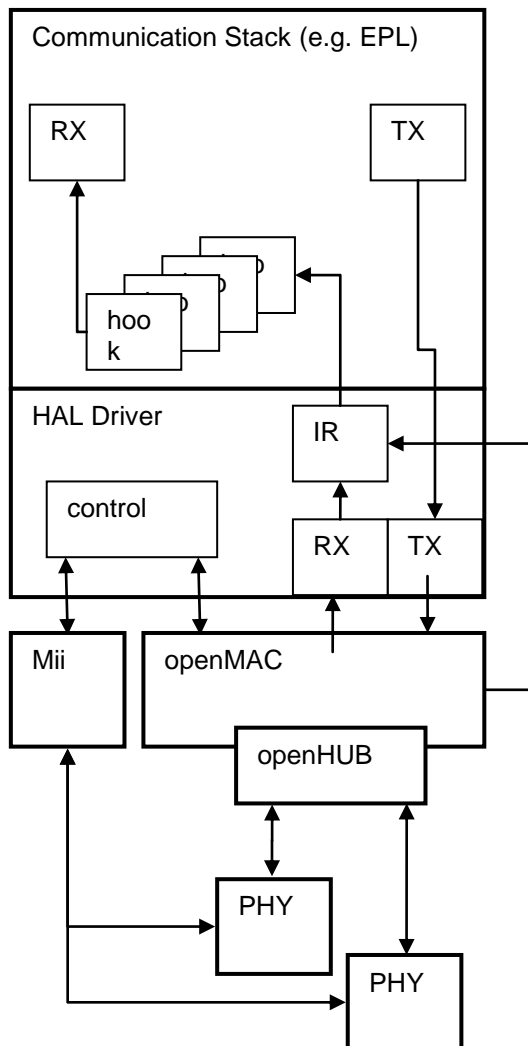 Communication Stack (e.g. EPL)
RX
TX
hoo
k
HAL Driver
IR
control
RX
TX
Mii
openMAC
openHUB
PHY
PHY